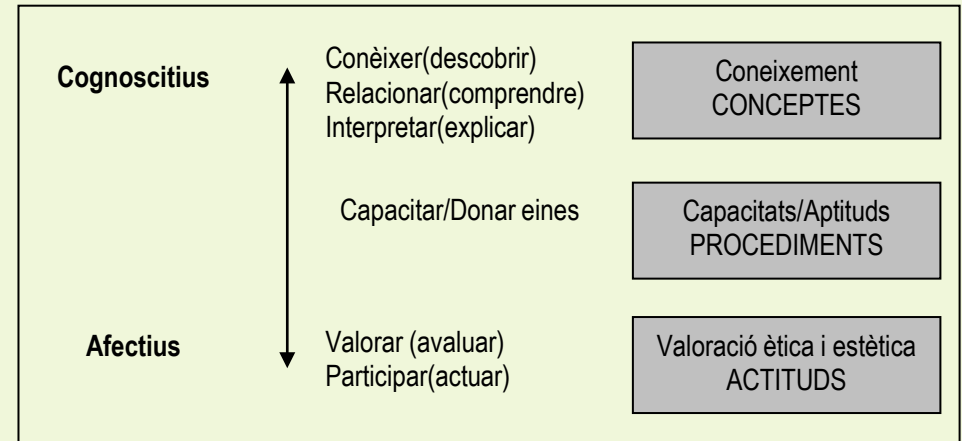 Cognoscitius
Conèixer(descobrir)
Relacionar(comprendre)
Interpretar(explicar)
Coneixement
CONCEPTES
Capacitar/Donar eines
Capacitats/Aptituds
PROCEDIMENTS
Afectius
Valorar (avaluar)
Participar(actuar)
Valoració ètica i estètica
ACTITUDS